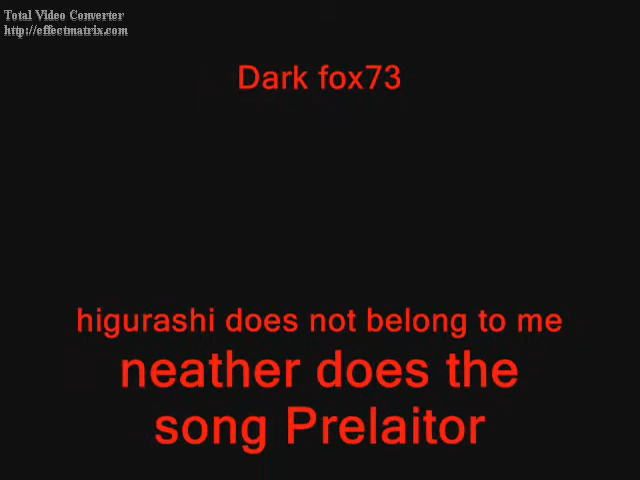 Total Video Converter
http://effectmatrix.com
Dark fox73
higurashi does not belong to me
neather does the
song Prelaitor